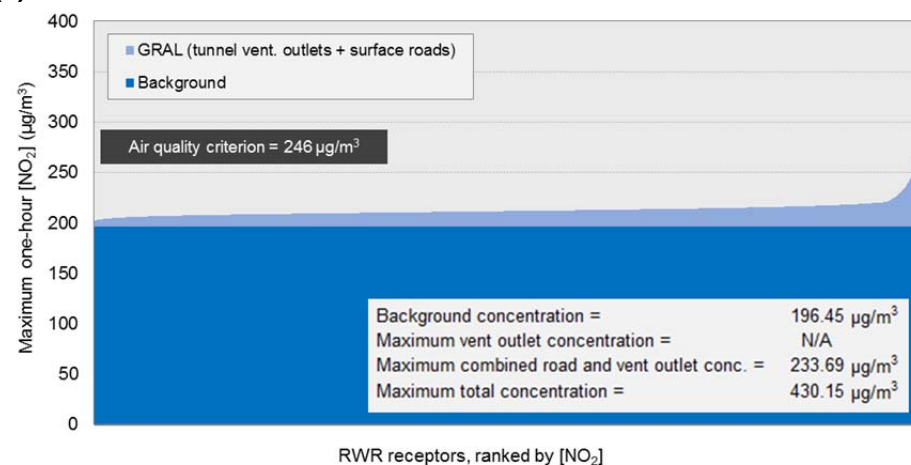 400
GRAL (tunnel vent. outlets + surface roads)
350
Background
300
Air quality criterion = 246 µg/m³
250
200
150
Background concentration = 196.45 µg/m³
100
Maximum vent outlet concentration = N/A
Maximum combined road and vent outlet conc. = 233.69 µg/m³
50
Maximum total concentration = 430.15 µg/m³
0
Maximum one-hour [NO₂] (µg/m³)
RWR receptors, ranked by [NO₂]